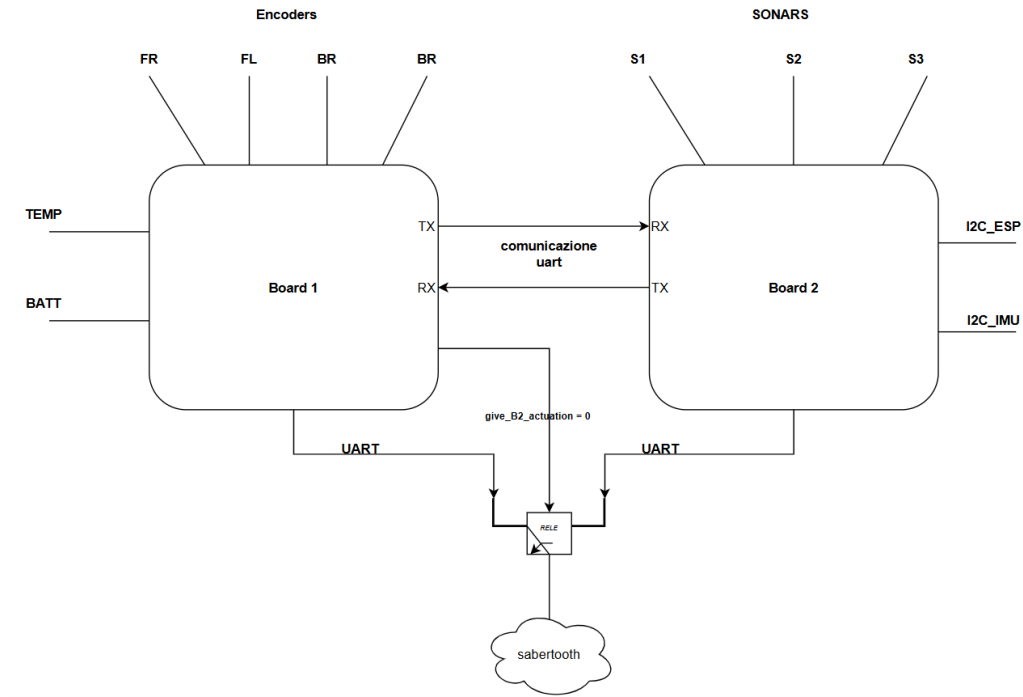 Encoders
SONARS
FR
FL
BR
BR
S1
S2
S3
TEMP
BATT
TX
RX
comunicazione
uart
I2C_ESP
Board 1
RX
TX
Board 2
I2C_IMU
give_B2_actuation = 0
UART
UART
RELE
sabertooth